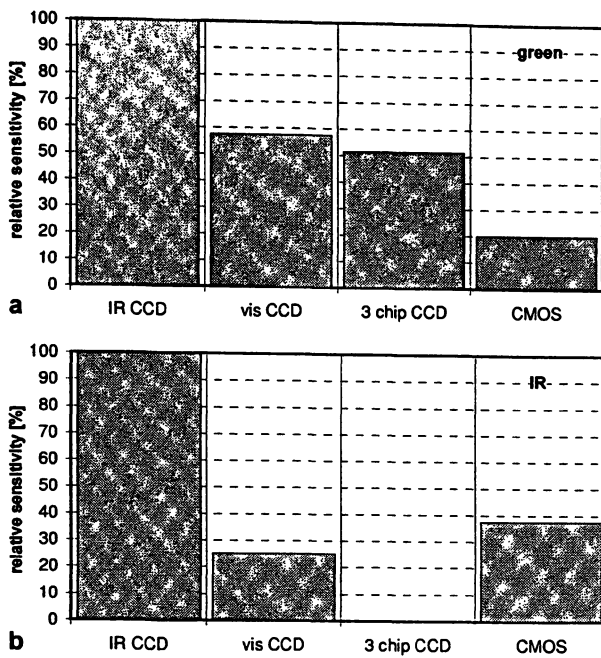 relative sensitivity [%]
100
90
80
70
60
50
40
30
20
10
0
green
IR CCD
vis CCD
3 chip CCD
CMOS
a
relative sensitivity [%]
100
90
80
70
60
50
40
30
20
10
0
IR
IR CCD
vis CCD
3 chip CCD
CMOS
b